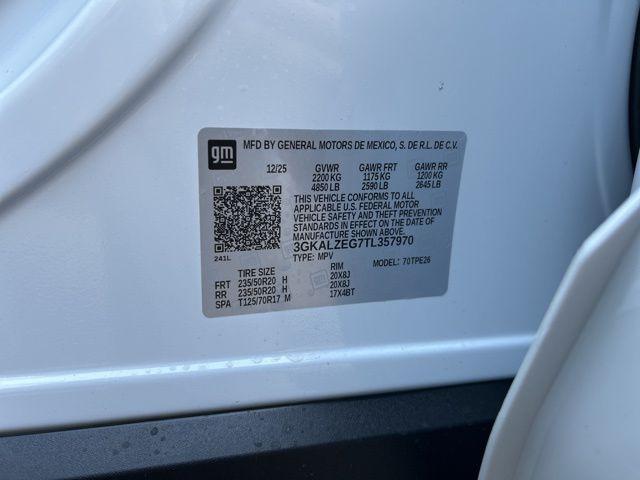 gm
MFD BY GENERAL MOTORS DE MEXICO, S. DE R.L. DE C.V.
12/25 GVWR GAWR FRT GAWR RR
2200 KG 1175 KG 1200 KG
4850 LB 2590 LB 2645 LB
THIS VEHICLE CONFORMS TO ALL
APPLICABLE U.S. FEDERAL MOTOR
VEHICLE SAFETY AND THEFT PREVENTION
STANDARDS IN EFFECT ON THE DATE OF
MANUFACTURE SHOWN ABOVE.
3GKALZEG7TL357970
241L TYPE: MPV MODEL: 70TPE26
TIRE SIZE RIM
FRT 235/50R20 H 20X8J
RR 235/50R20 H 20X8J
SPA T125/70R17 M 17X4BT